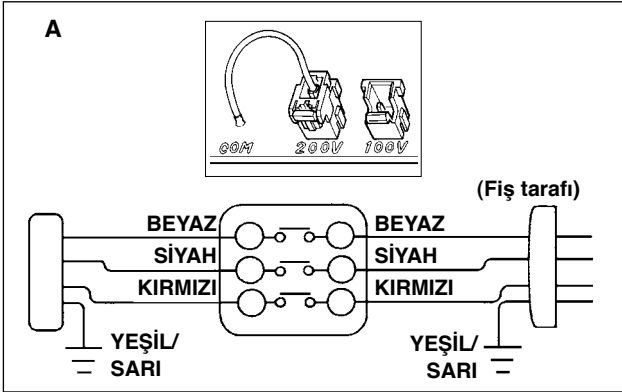 A
COM 200V 100V
(Fiş tarafı)
BEYAZ BEYAZ
SİYAH SİYAH
KIRMIZI KIRMIZI
YEŞİL/
SARI
YEŞİL/
SARI